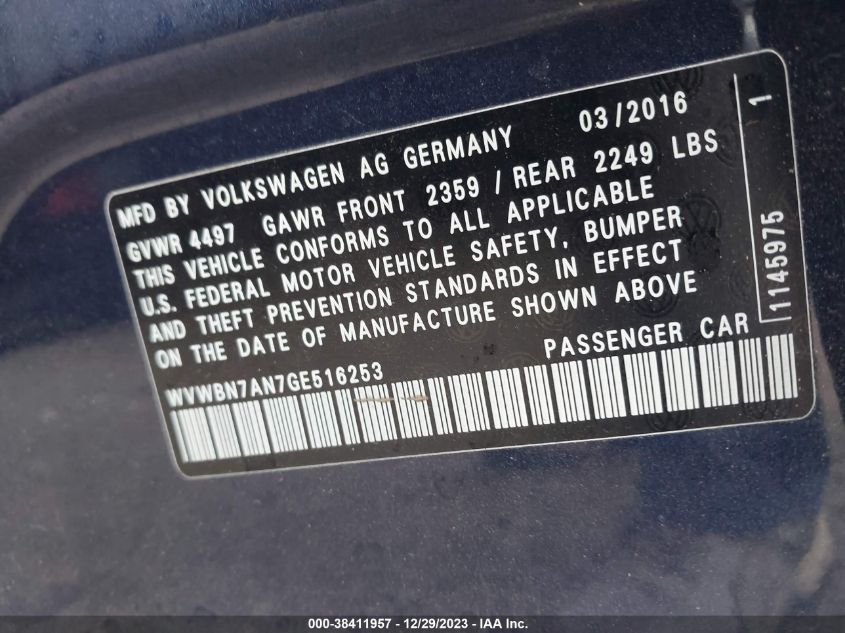 03/2016
MFD BY VOLKSWAGEN AG GERMANY
GVWR 4497 GAWR FRONT 2359 / REAR 2249 LBS
THIS VEHICLE CONFORMS TO ALL APPLICABLE
U.S. FEDERAL MOTOR VEHICLE SAFETY, BUMPER
AND THEFT PREVENTION STANDARDS IN EFFECT
ON THE DATE OF MANUFACTURE SHOWN ABOVE
WVWBN7AN7GE516253 PASSENGER CAR
1145975 1
000-38411957 - 12/29/2023 - IAA Inc.